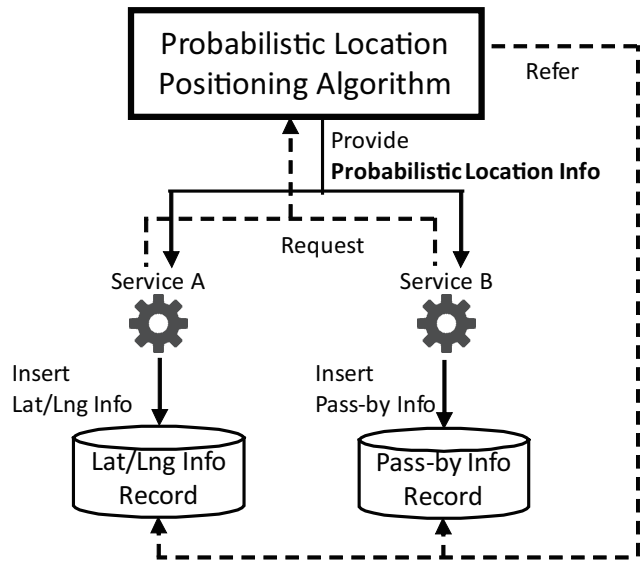 Probabilistic Location
Positioning Algorithm
Refer
Provide
Probabilistic Location Info
Request
Service A
Service B
Insert
Lat/Lng Info
Insert
Pass-by Info
Lat/Lng Info
Record
Pass-by Info
Record